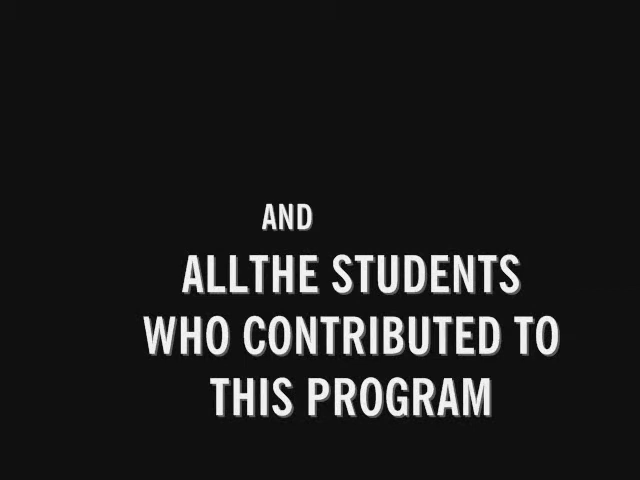 AND
ALLTHE STUDENTS
WHO CONTRIBUTED TO
THIS PROGRAM